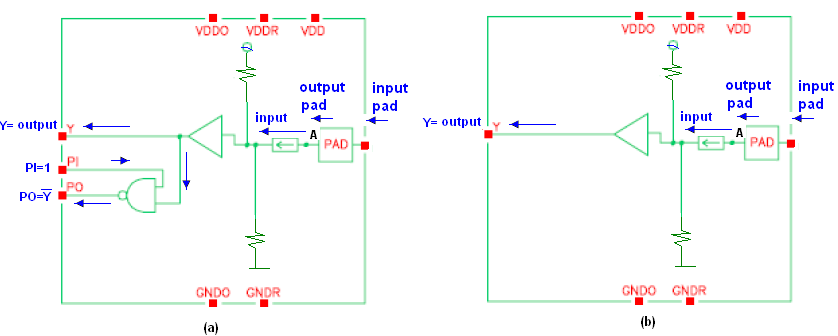 VDDO VDDR VDD
output pad
input pad
input
A
PAD
Y= output
Y
PI=1
PI
PO=Y̅
PO
GNDO GNDR
(a)
VDDO VDDR VDD
output pad
input pad
input
A
PAD
Y= output
Y
GNDO GNDR
(b)